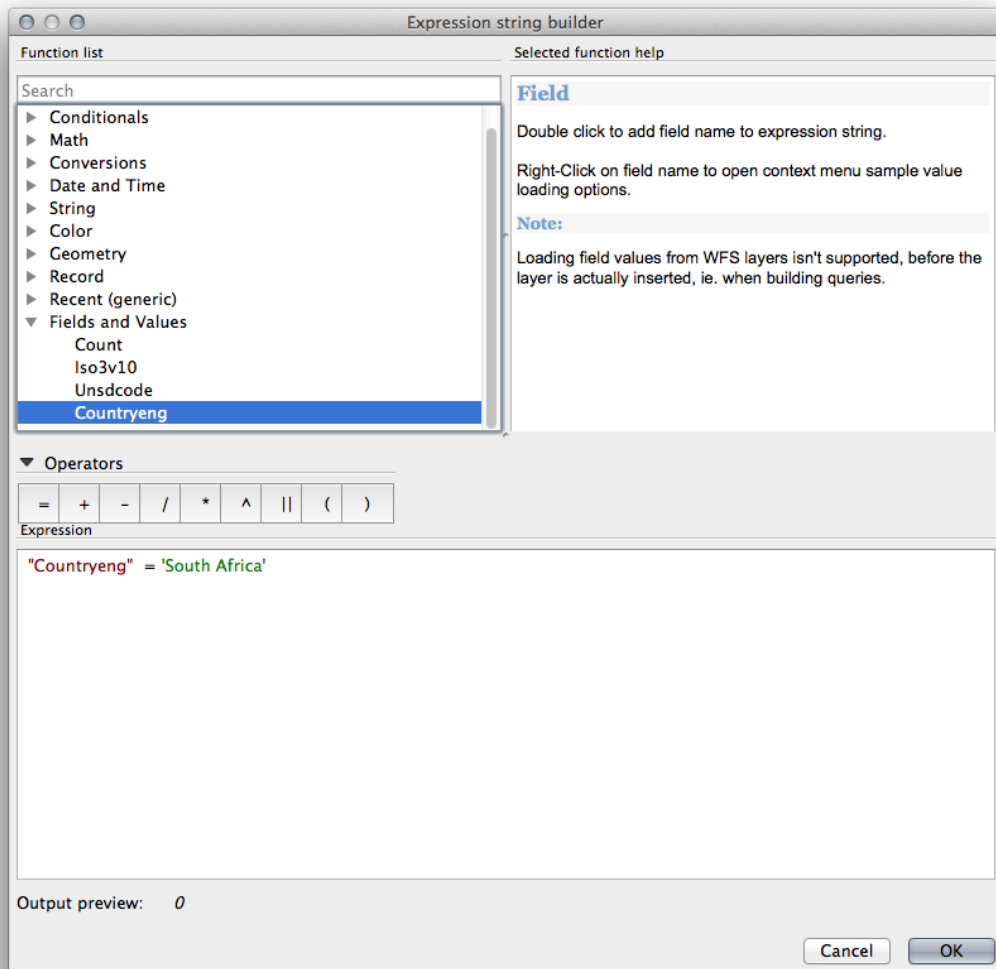 Expression string builder
Function list
Search
Conditionals
Math
Conversions
Date and Time
String
Color
Geometry
Record
Recent (generic)
Fields and Values
Count
Iso3v10
Unsdcode
Countryeng
Selected function help
Field
Double click to add field name to expression string.
Right-Click on field name to open context menu sample value
loading options.
Note:
Loading field values from WFS layers isn't supported, before the
layer is actually inserted, ie. when building queries.
Operators
= + - / * ^ || ( )
Expression
"Countryeng" = 'South Africa'
Output preview: 0
Cancel OK